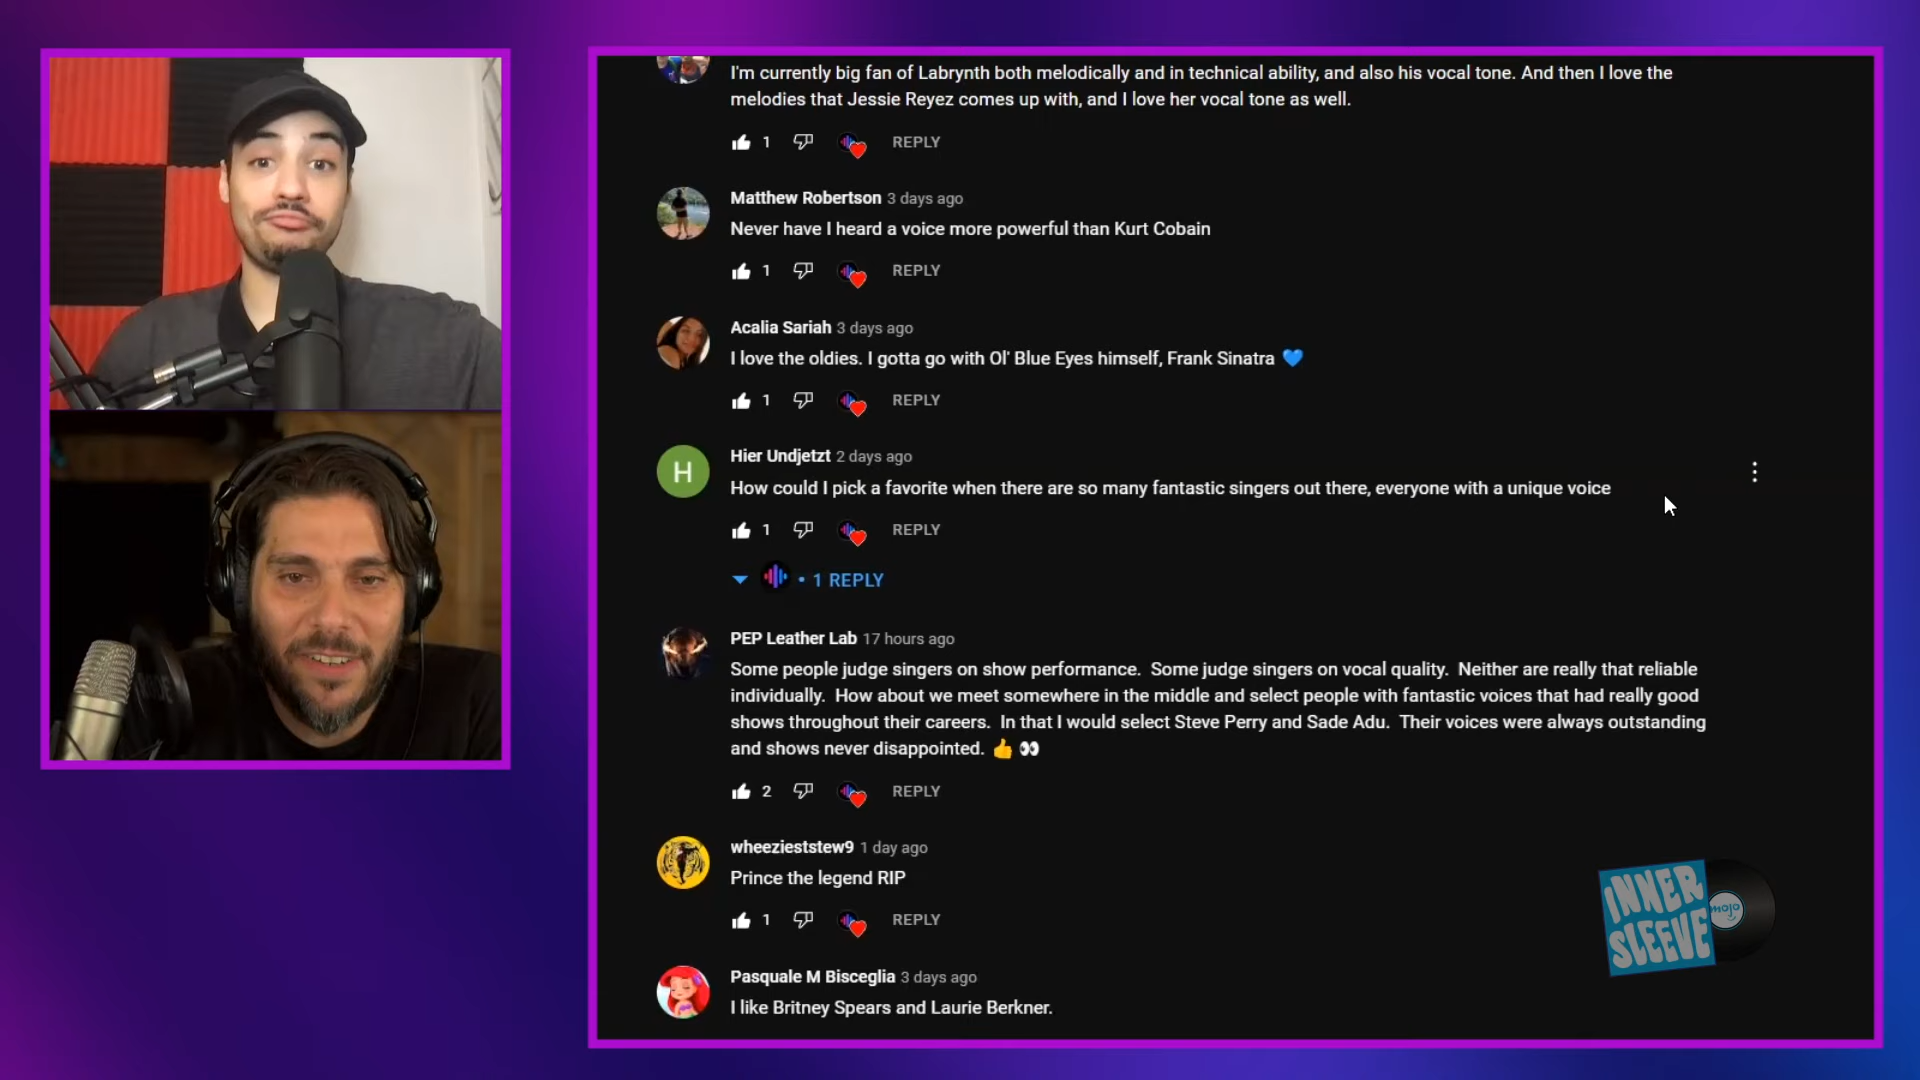 I'm currently big fan of Labrynth both melodically and in technical ability, and also his vocal tone. And then I love the
melodies that Jessie Reyez comes up with, and I love her vocal tone as well.
1 REPLY
Matthew Robertson 3 days ago
Never have I heard a voice more powerful than Kurt Cobain
1 REPLY
Acalia Sariah 3 days ago
I love the oldies. I gotta go with Ol' Blue Eyes himself, Frank Sinatra 💙
1 REPLY
H
Hier Undjetzt 2 days ago
How could I pick a favorite when there are so many fantastic singers out there, everyone with a unique voice
1 REPLY
• 1 REPLY
PEP Leather Lab 17 hours ago
Some people judge singers on show performance. Some judge singers on vocal quality. Neither are really that reliable
individually. How about we meet somewhere in the middle and select people with fantastic voices that had really good
shows throughout their careers. In that I would select Steve Perry and Sade Adu. Their voices were always outstanding
and shows never disappointed. 👍 👀
2 REPLY
wheezieststew9 1 day ago
Prince the legend RIP
1 REPLY
INNER
SLEEVE
mojo
Pasquale M Bisceglia 3 days ago
I like Britney Spears and Laurie Berkner.